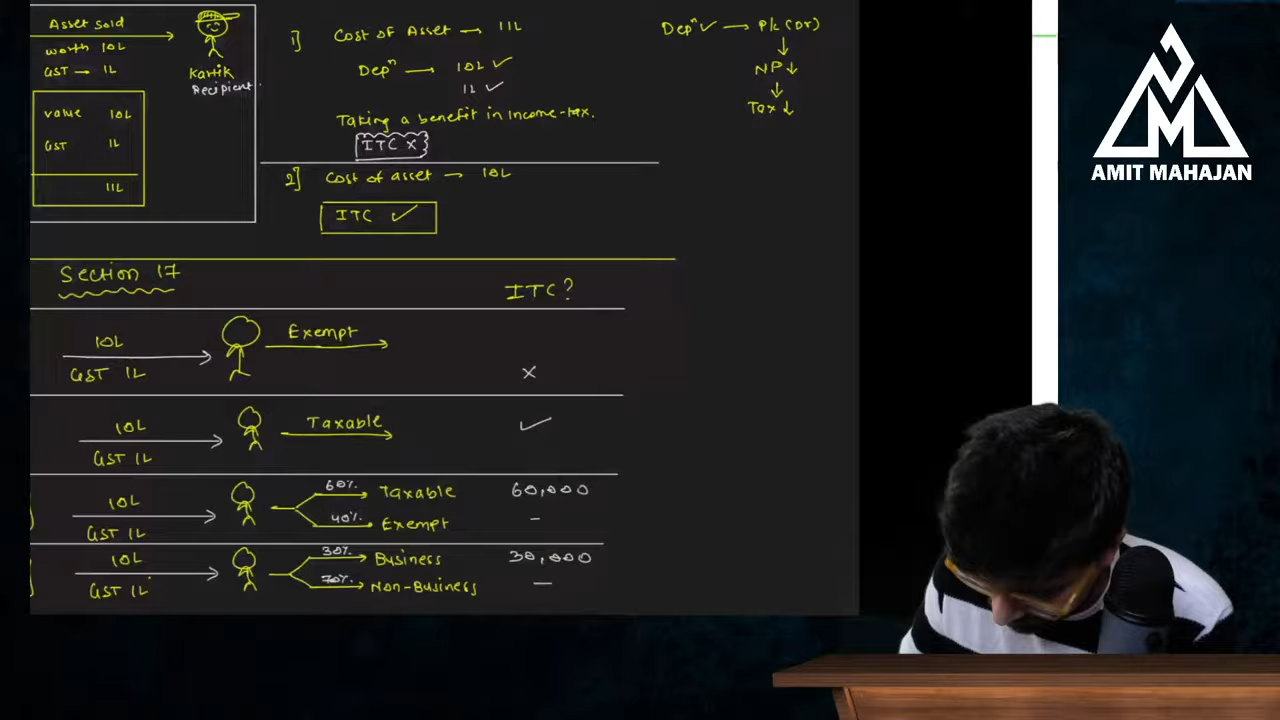 Asset sold
worth 10L
GST → 1L
Kartik
Recipient
value 10L
GST 1L
11L
1] Cost of Asset → 11L
Depⁿ → 10L ✓
1L ✓
Taking a benefit in Income-tax.
ITC ×
2] Cost of asset → 10L
ITC ✓
Depⁿ ✓ → P/L (Dr)
↓
NP ↓
↓
Tax ↓
AMIT MAHAJAN
Section 17
ITC?
10L
GST 1L
Exempt
×
10L
GST 1L
Taxable
✓
10L
GST 1L
60%. Taxable 60,000
40%. Exempt –
10L
GST 1L
30%. Business 30,000
70%. Non-Business —